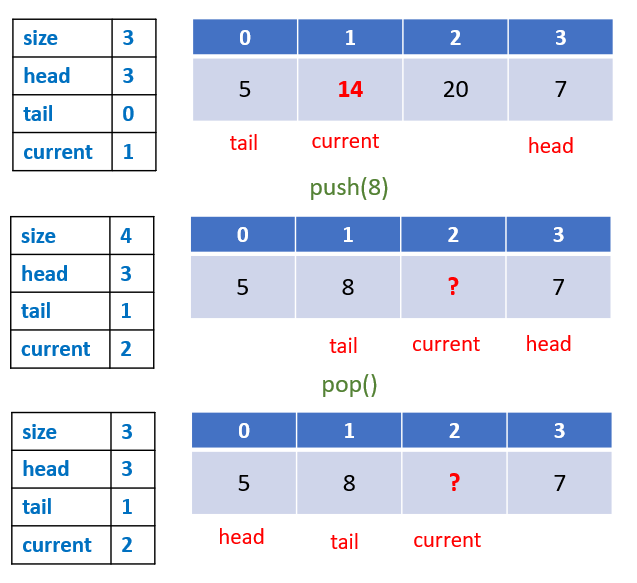 size 3
head 3
tail 0
current 1
0 1 2 3
5 14 20 7
tail current head
push(8)
size 4
head 3
tail 1
current 2
0 1 2 3
5 8 ? 7
tail current head
pop()
size 3
head 3
tail 1
current 2
0 1 2 3
5 8 ? 7
head tail current